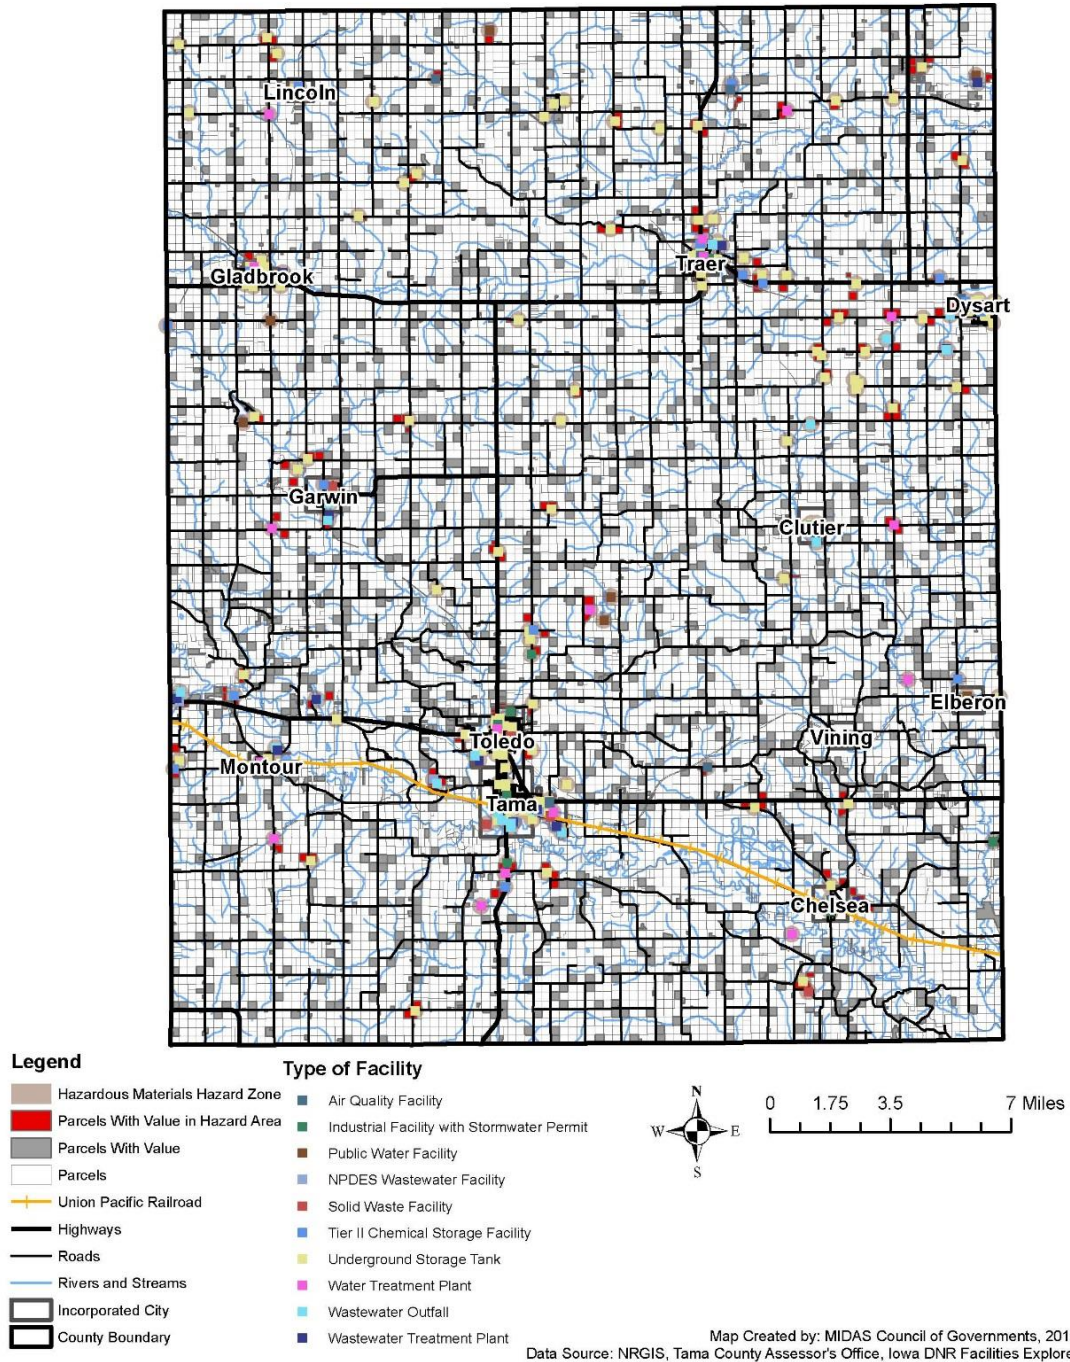 Lincoln
Traer
Gladbrook
Dysart
Garwin
Clutier
Elberon
Vining
Toledo
Montour
Tama
Chelsea
Legend
Hazardous Materials Hazard Zone
Parcels With Value in Hazard Area
Parcels With Value
Parcels
Union Pacific Railroad
Highways
Roads
Rivers and Streams
Incorporated City
County Boundary
Type of Facility
Air Quality Facility
Industrial Facility with Stormwater Permit
Public Water Facility
NPDES Wastewater Facility
Solid Waste Facility
Tier II Chemical Storage Facility
Underground Storage Tank
Water Treatment Plant
Wastewater Outfall
Wastewater Treatment Plant
N
W E
S
0 1.75 3.5 7 Miles
Map Created by: MIDAS Council of Governments, 201
Data Source: NRGIS, Tama County Assessor's Office, Iowa DNR Facilities Explore